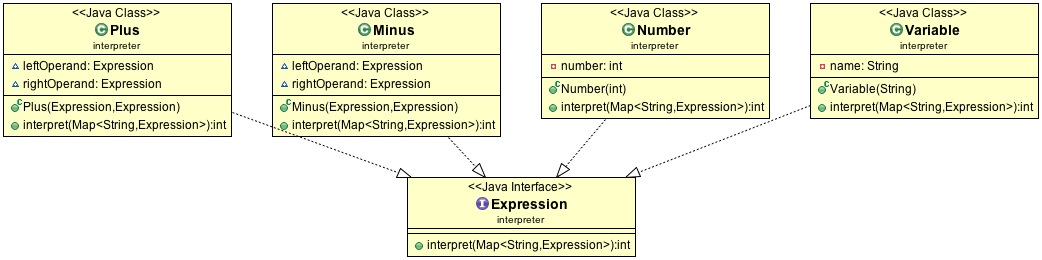 <<Java Class>>
Plus
interpreter
leftOperand: Expression
rightOperand: Expression
Plus(Expression,Expression)
interpret(Map<String,Expression>):int
<<Java Class>>
Minus
interpreter
leftOperand: Expression
rightOperand: Expression
Minus(Expression,Expression)
interpret(Map<String,Expression>):int
<<Java Class>>
Number
interpreter
number: int
Number(int)
interpret(Map<String,Expression>):int
<<Java Class>>
Variable
interpreter
name: String
Variable(String)
interpret(Map<String,Expression>):int
<<Java Interface>>
Expression
interpreter
interpret(Map<String,Expression>):int